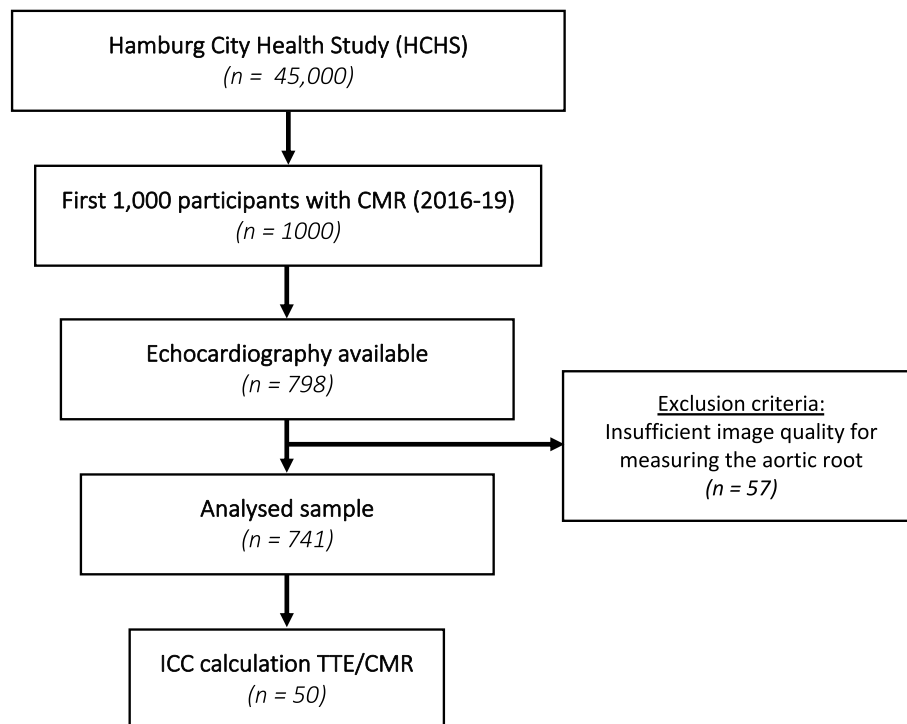 Hamburg City Health Study (HCHS)
(n = 45,000)
First 1,000 participants with CMR (2016-19)
(n = 1000)
Echocardiography available
(n = 798)
Exclusion criteria:
Insufficient image quality for
measuring the aortic root
(n = 57)
Analysed sample
(n = 741)
ICC calculation TTE/CMR
(n = 50)